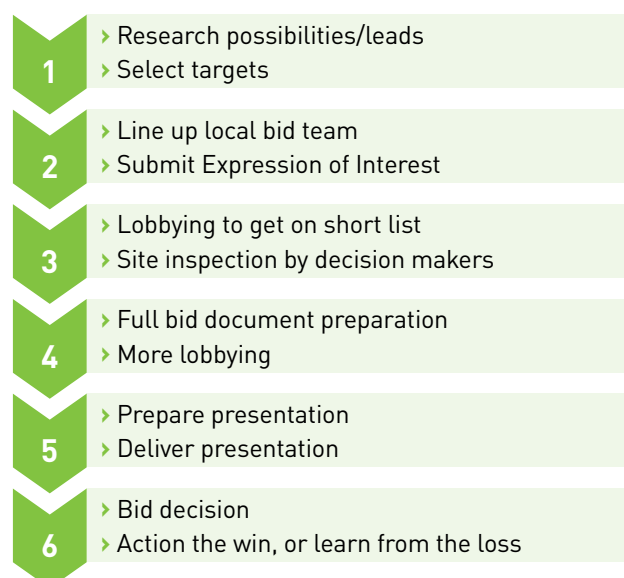 1
› Research possibilities/leads
› Select targets
2
› Line up local bid team
› Submit Expression of Interest
3
› Lobbying to get on short list
› Site inspection by decision makers
4
› Full bid document preparation
› More lobbying
5
› Prepare presentation
› Deliver presentation
6
› Bid decision
› Action the win, or learn from the loss